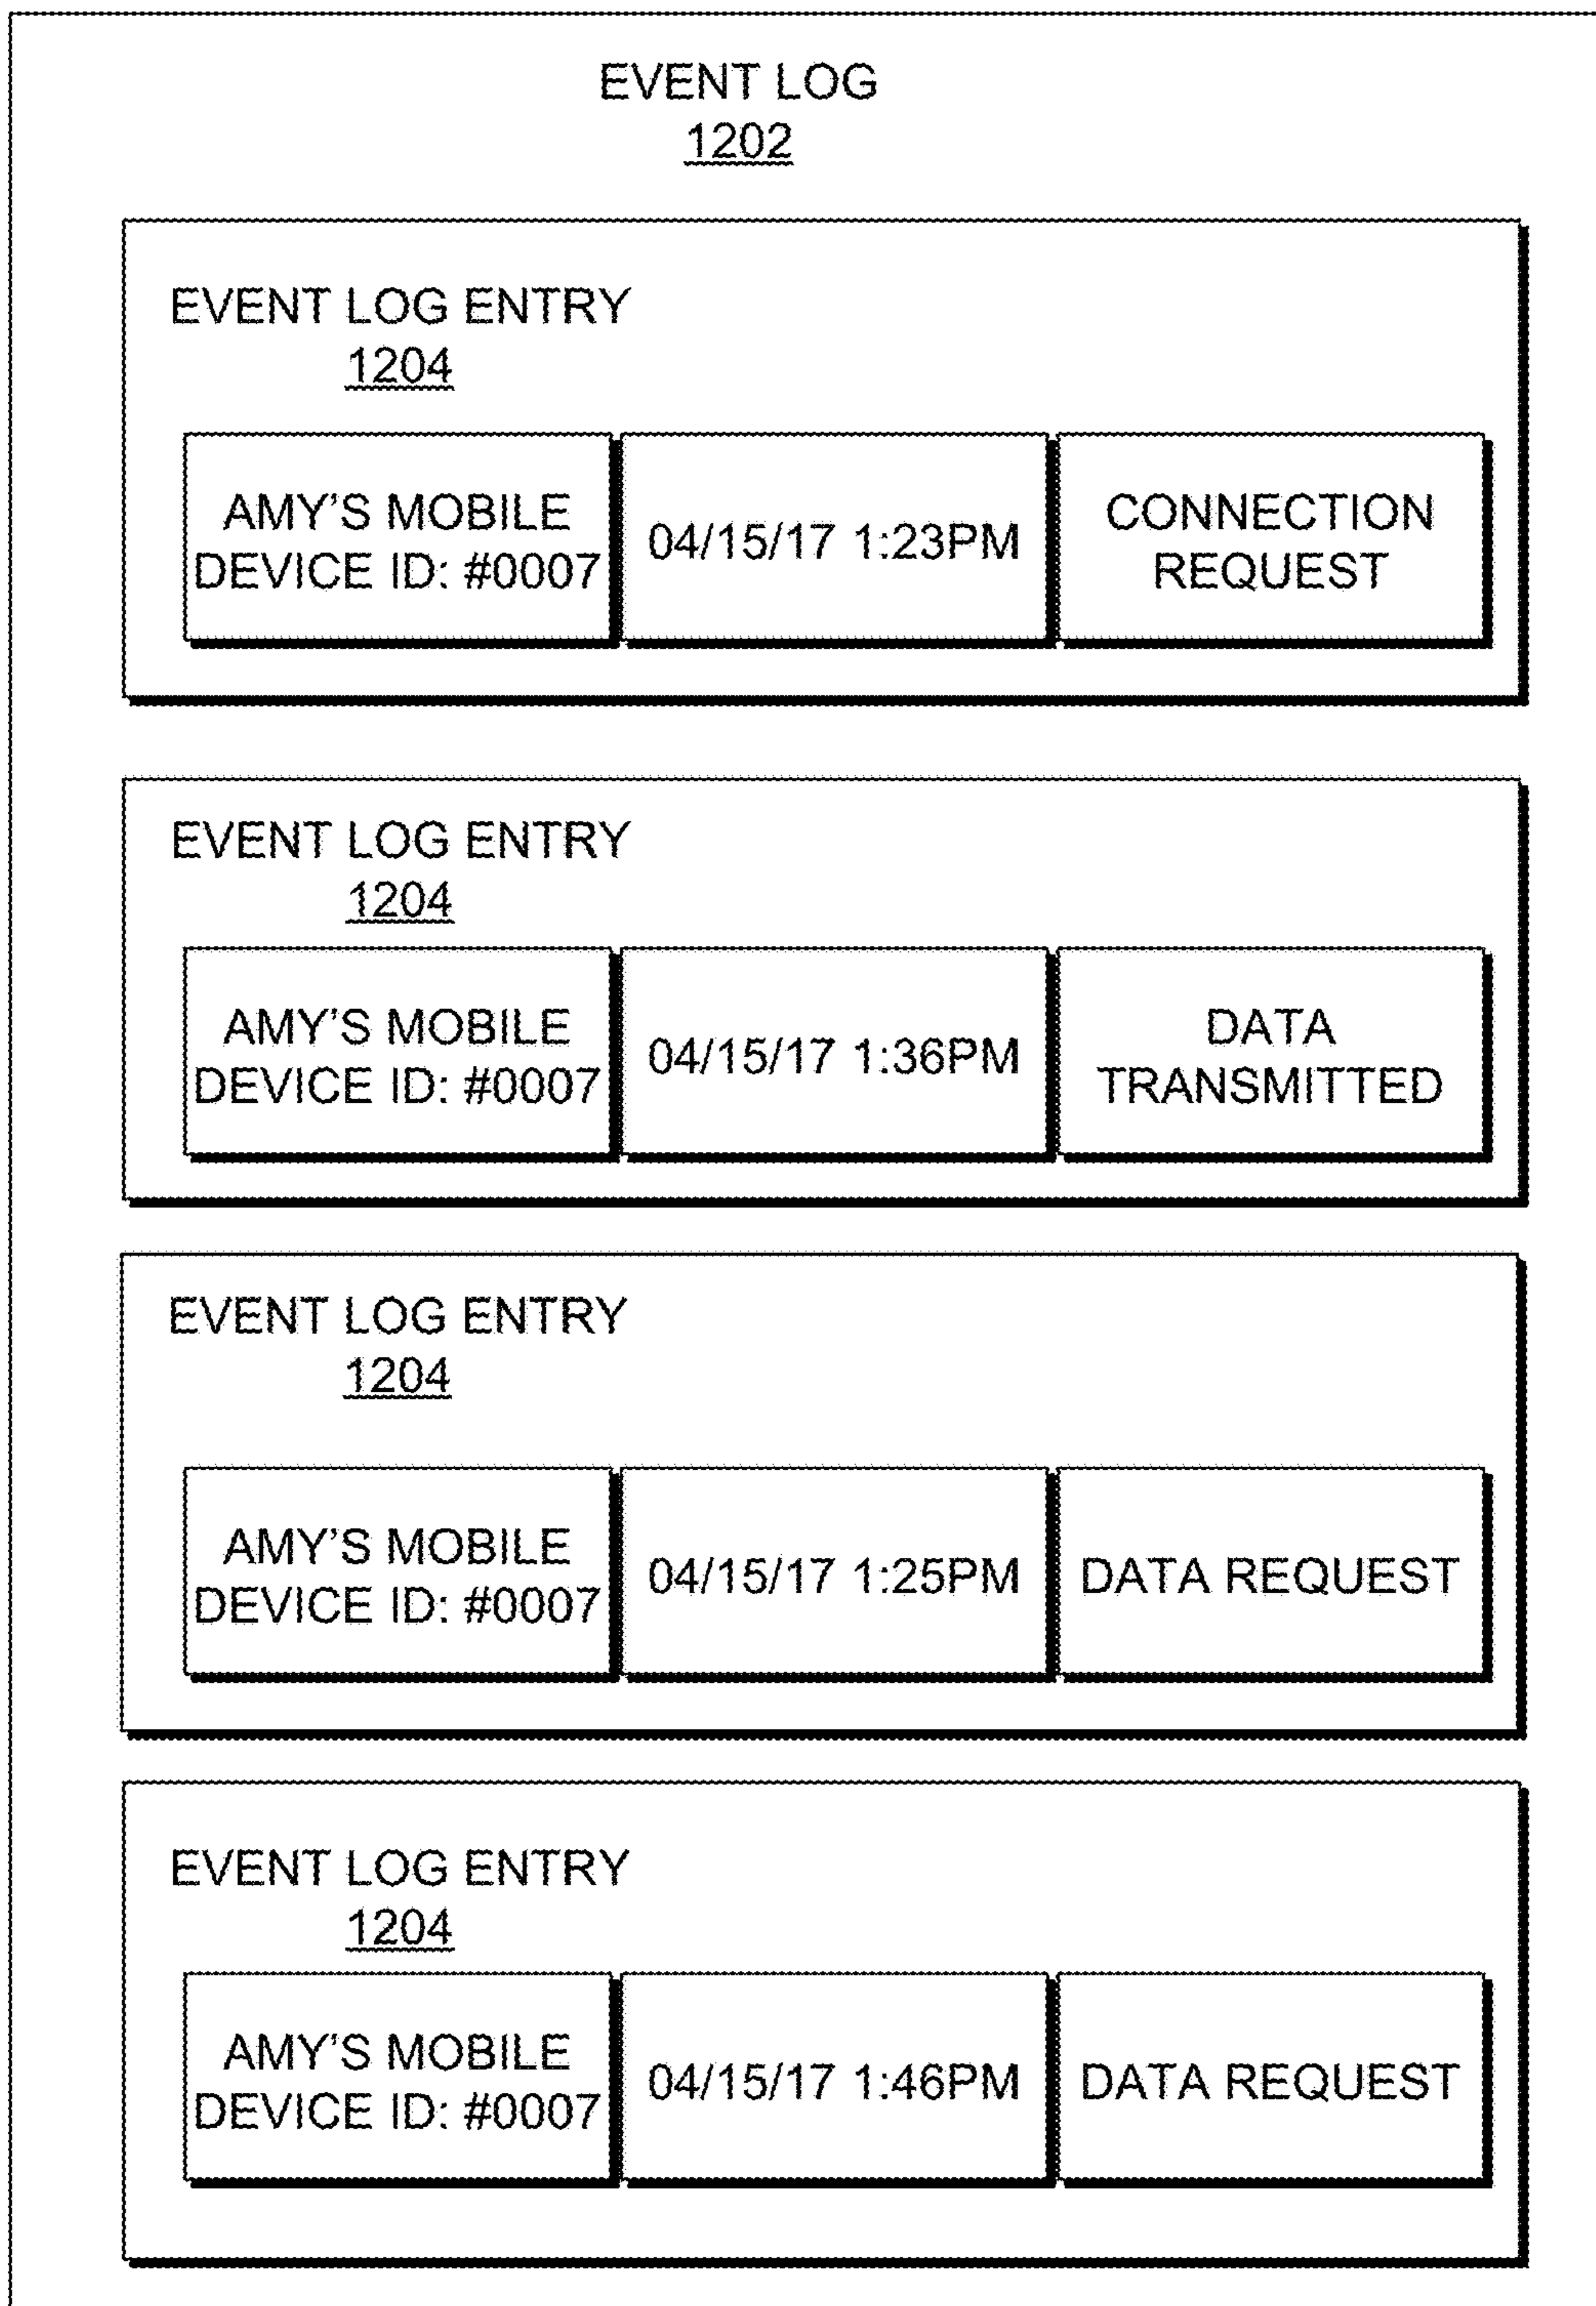 EVENT LOG
1202
EVENT LOG ENTRY
1204
AMY'S MOBILE
DEVICE ID: #0007
04/15/17 1:23PM
CONNECTION
REQUEST
EVENT LOG ENTRY
1204
AMY'S MOBILE
DEVICE ID: #0007
04/15/17 1:36PM
DATA
TRANSMITTED
EVENT LOG ENTRY
1204
AMY'S MOBILE
DEVICE ID: #0007
04/15/17 1:25PM
DATA REQUEST
EVENT LOG ENTRY
1204
AMY'S MOBILE
DEVICE ID: #0007
04/15/17 1:46PM
DATA REQUEST